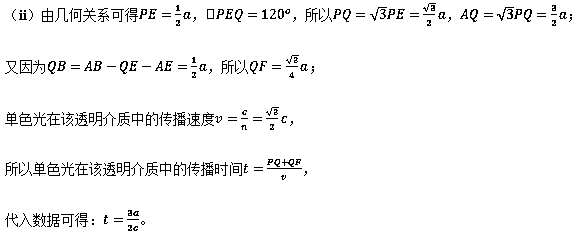 （ii）由几何关系可得$PE=\frac{1}{2}a$，□$PEQ=120^{o}$，所以$PQ=\sqrt{3}PE=\frac{\sqrt{3}}{2}a$，$AQ=\sqrt{3}PQ=\frac{3}{2}a$；
又因为$QB=AB-QE-AE=\frac{1}{2}a$，所以$QF=\frac{\sqrt{3}}{4}a$；
单色光在该透明介质中的传播速度$v=\frac{c}{n}=\frac{\sqrt{3}}{2}c$，
所以单色光在该透明介质中的传播时间$t=\frac{PQ+QF}{v}$，
代入数据可得：$t=\frac{3a}{2c}$。